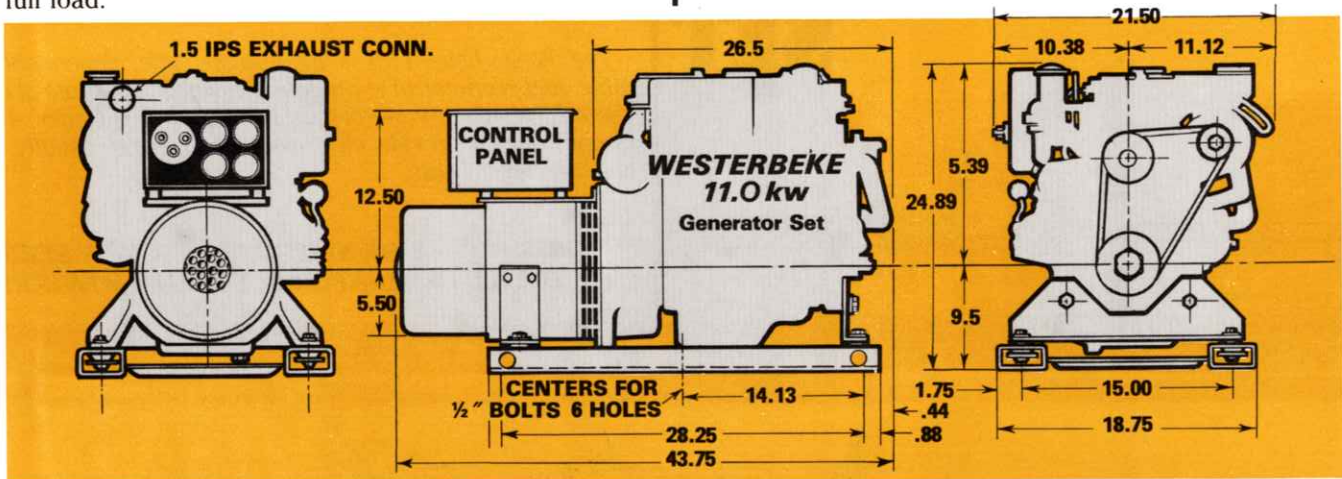 full load.
1.5 IPS EXHAUST CONN.
26.5
21.50
10.38
11.12
CONTROL
PANEL
WESTERBEKE
11.0 kw
Generator Set
12.50
5.50
24.89
5.39
9.5
CENTERS FOR
½" BOLTS 6 HOLES
14.13
1.75
15.00
.44
28.25
.88
18.75
43.75